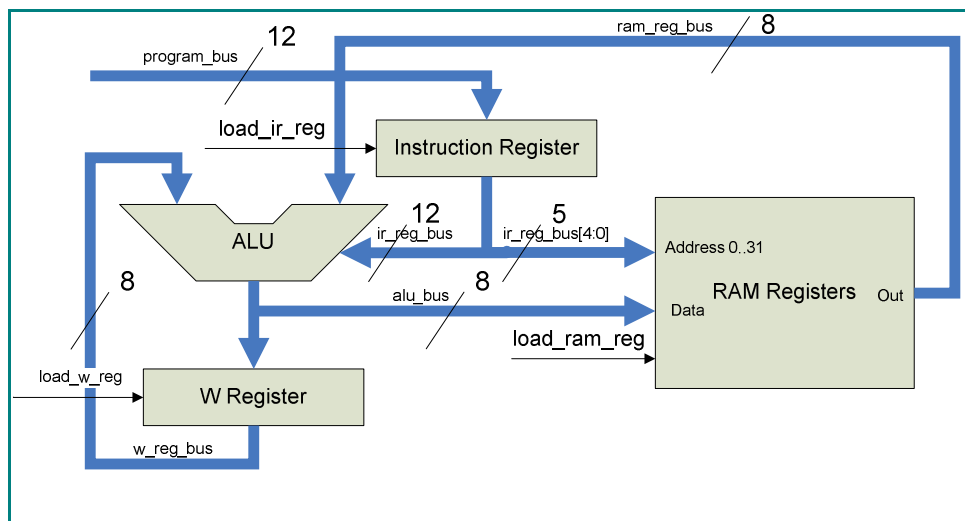 12
ram_reg_bus
8
program_bus
load_ir_reg
Instruction Register
ALU
12
ir_reg_bus
5
ir_reg_bus[4:0]
Address 0..31
RAM Registers
Out
Data
8
alu_bus
8
load_ram_reg
load_w_reg
W Register
w_reg_bus